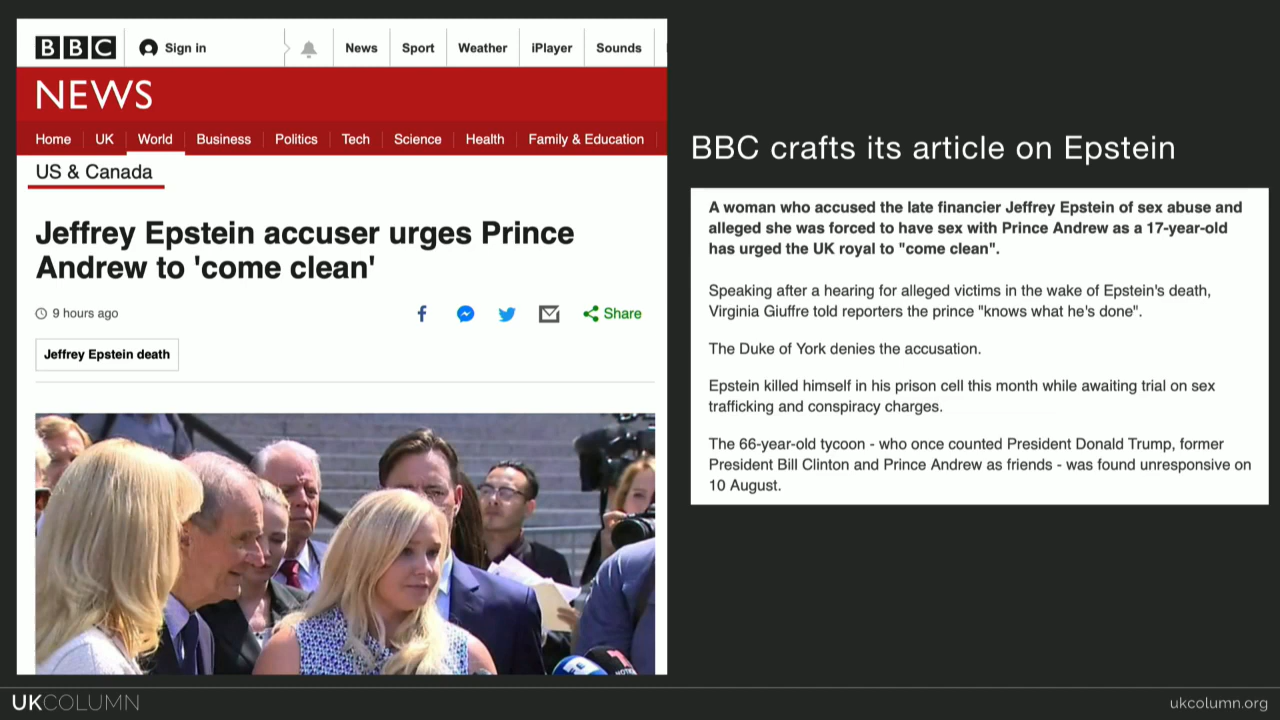 BBC
Sign in
News
Sport
Weather
iPlayer
Sounds
NEWS
Home
UK
World
Business
Politics
Tech
Science
Health
Family & Education
US & Canada
Jeffrey Epstein accuser urges Prince
Andrew to 'come clean'
9 hours ago
Share
Jeffrey Epstein death
BBC crafts its article on Epstein
A woman who accused the late financier Jeffrey Epstein of sex abuse and
alleged she was forced to have sex with Prince Andrew as a 17-year-old
has urged the UK royal to "come clean".
Speaking after a hearing for alleged victims in the wake of Epstein's death,
Virginia Giuffre told reporters the prince "knows what he's done".
The Duke of York denies the accusation.
Epstein killed himself in his prison cell this month while awaiting trial on sex
trafficking and conspiracy charges.
The 66-year-old tycoon - who once counted President Donald Trump, former
President Bill Clinton and Prince Andrew as friends - was found unresponsive on
10 August.
UKCOLUMN
ukcolumn.org